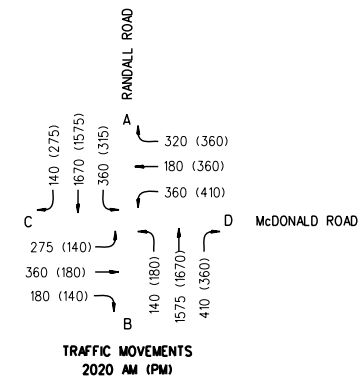 RANDALL ROAD
A
140 (275)
1670 (1575)
360 (315)
320 (360)
180 (360)
360 (410)
C
D
McDONALD ROAD
275 (140)
360 (180)
180 (140)
140 (180)
1575 (1670)
410 (360)
B
TRAFFIC MOVEMENTS
2020 AM (PM)